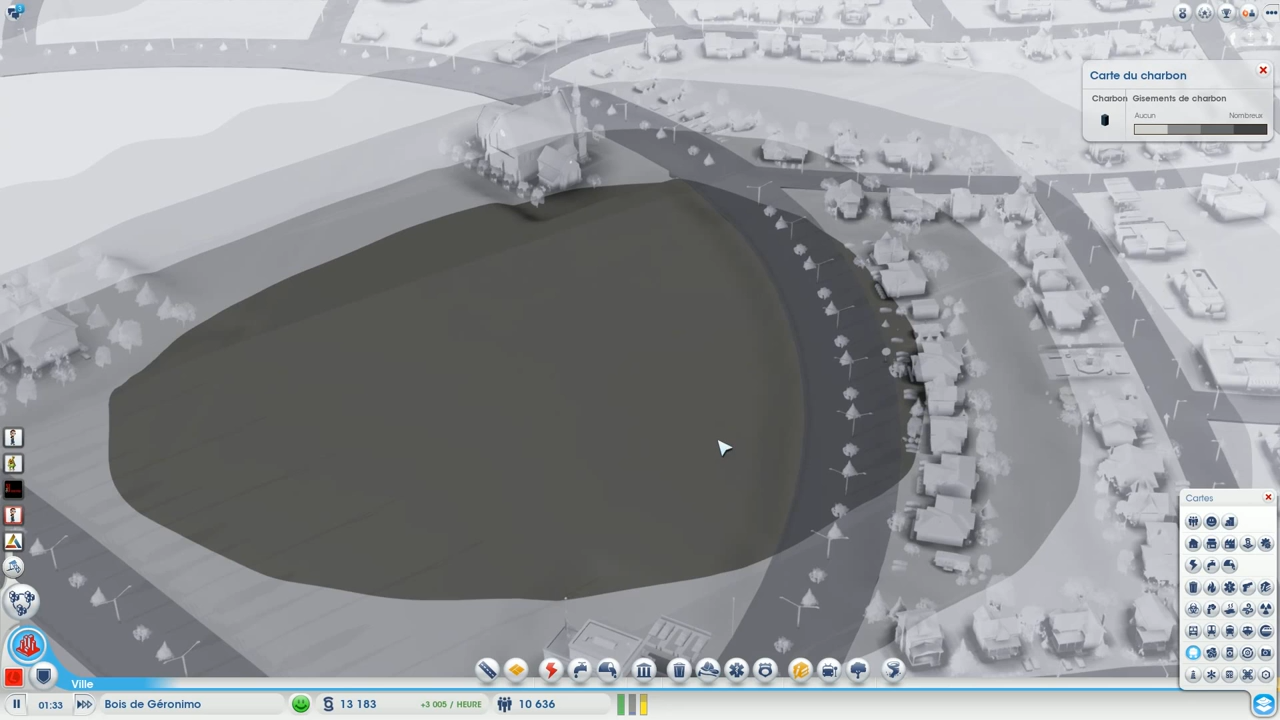 Carte du charbon
Charbon Gisements de charbon
Aucun Nombreux
Cartes
Ville
01:33 Bois de Géronimo 13 183 +3 005 / HEURE 10 636